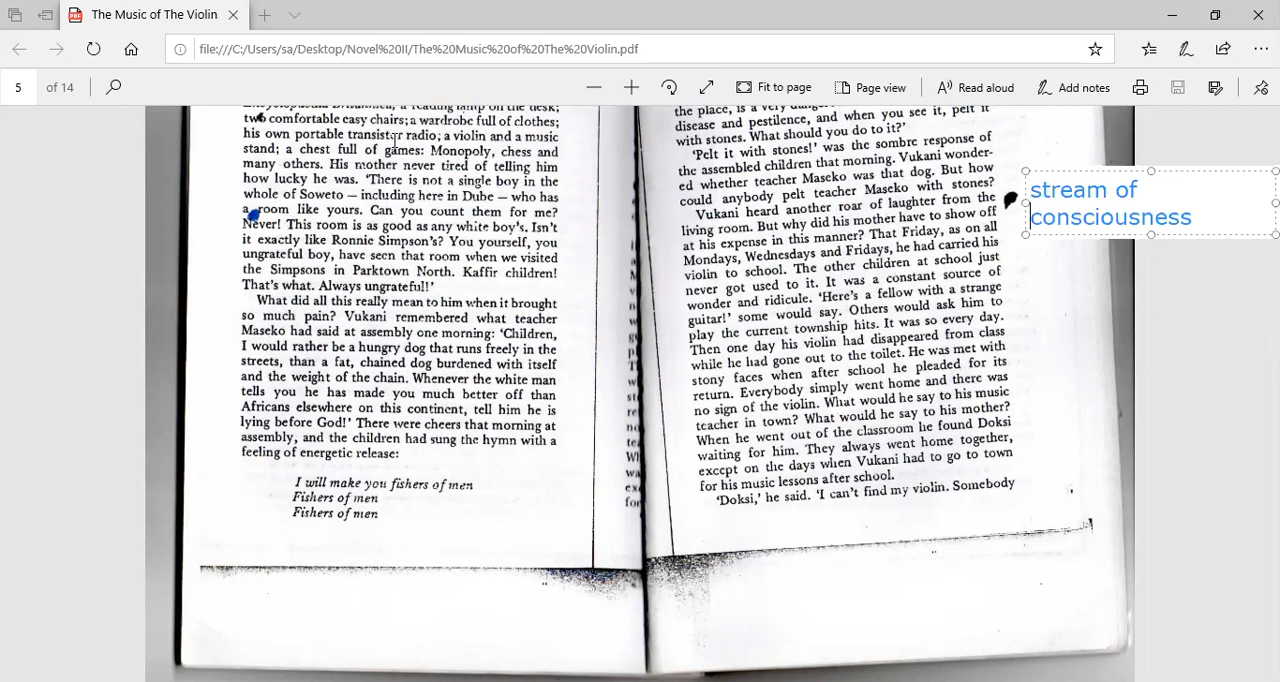 The Music of The Violin.
file:///C:/Users/sa/Desktop/Novel%20II/The%20Music%20of%20The%20Violin.pdf
5 of 14
Fit to page
Page view
Read aloud
Add notes
Encyclopaedia Britannica; a reading lamp on the desk;
two comfortable easy chairs; a wardrobe full of clothes;
his own portable transistor radio; a violin and a music
stand; a chest full of games: Monopoly, chess and
many others. His mother never tired of telling him
how lucky he was. 'There is not a single boy in the
whole of Soweto — including here in Dube — who has
a room like yours. Can you count them for me?
Never! This room is as good as any white boy's. Isn't
it exactly like Ronnie Simpson's? You yourself, you
ungrateful boy, have seen that room when we visited
the Simpsons in Parktown North. Kaffir children!
That's what. Always ungrateful!'
What did all this really mean to him when it brought
so much pain? Vukani remembered what teacher
Maseko had said at assembly one morning: 'Children,
I would rather be a hungry dog that runs freely in the
streets, than a fat, chained dog burdened with itself
and the weight of the chain. Whenever the white man
tells you he has made you much better off than
Africans elsewhere on this continent, tell him he is
lying before God!' There were cheers that morning at
assembly, and the children had sung the hymn with a
feeling of energetic release:
I will make you fishers of men
Fishers of men
Fishers of men
the place, is a very dangerous
disease and pestilence, and when you see it, pelt it
with stones. What should you do to it?'
'Pelt it with stones!' was the sombre response of
the assembled children that morning. Vukani wonder-
ed whether teacher Maseko was that dog. But how
could anybody pelt teacher Maseko with stones?
Vukani heard another roar of laughter from the
living room. But why did his mother have to show off
at his expense in this manner? That Friday, as on all
Mondays, Wednesdays and Fridays, he had carried his
violin to school. The other children at school just
never got used to it. It was a constant source of
wonder and ridicule. 'Here's a fellow with a strange
guitar!' some would say. Others would ask him to
play the current township hits. It was so every day.
Then one day his violin had disappeared from class
while he had gone out to the toilet. He was met with
stony faces when after school he pleaded for its
return. Everybody simply went home and there was
no sign of the violin. What would he say to his music
teacher in town? What would he say to his mother?
When he went out of the classroom he found Doksi
waiting for him. They always went home together,
except on the days when Vukani had to go to town
for his music lessons after school.
'Doksi,' he said. 'I can't find my violin. Somebody
stream of
consciousness